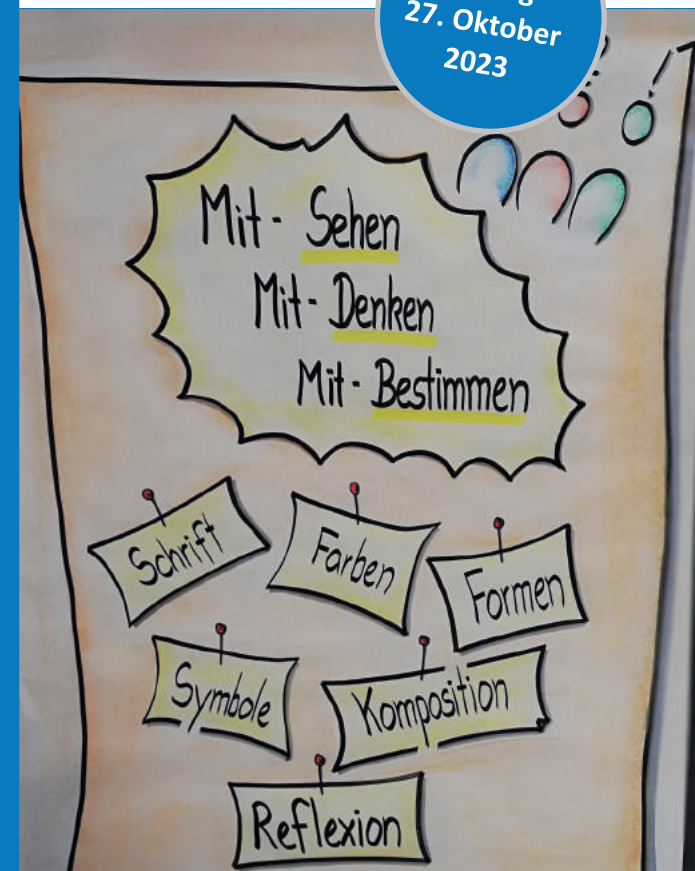 27. Oktober
2023
Mit- Sehen
Mit- Denken
Mit- Bestimmen
Schrift
Farben
Formen
Symbole
Komposition
Reflexion